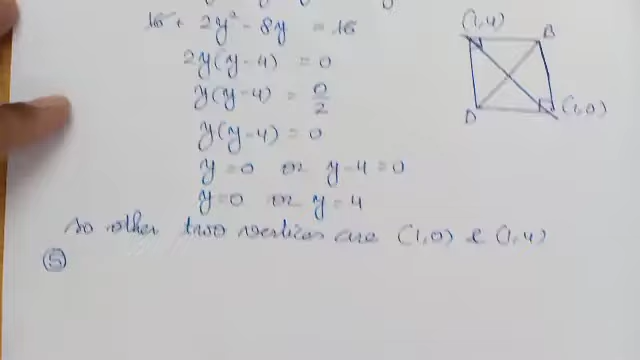 16 + 2y² - 8y = 16
2y(y-4) = 0
y(y-4) = 0/2
y(y-4) = 0
y = 0 or y-4 = 0
y = 0 or y = 4
so other two vertices are (1,0) & (1,4)
(5)
(1,4)
B
D
(1,0)